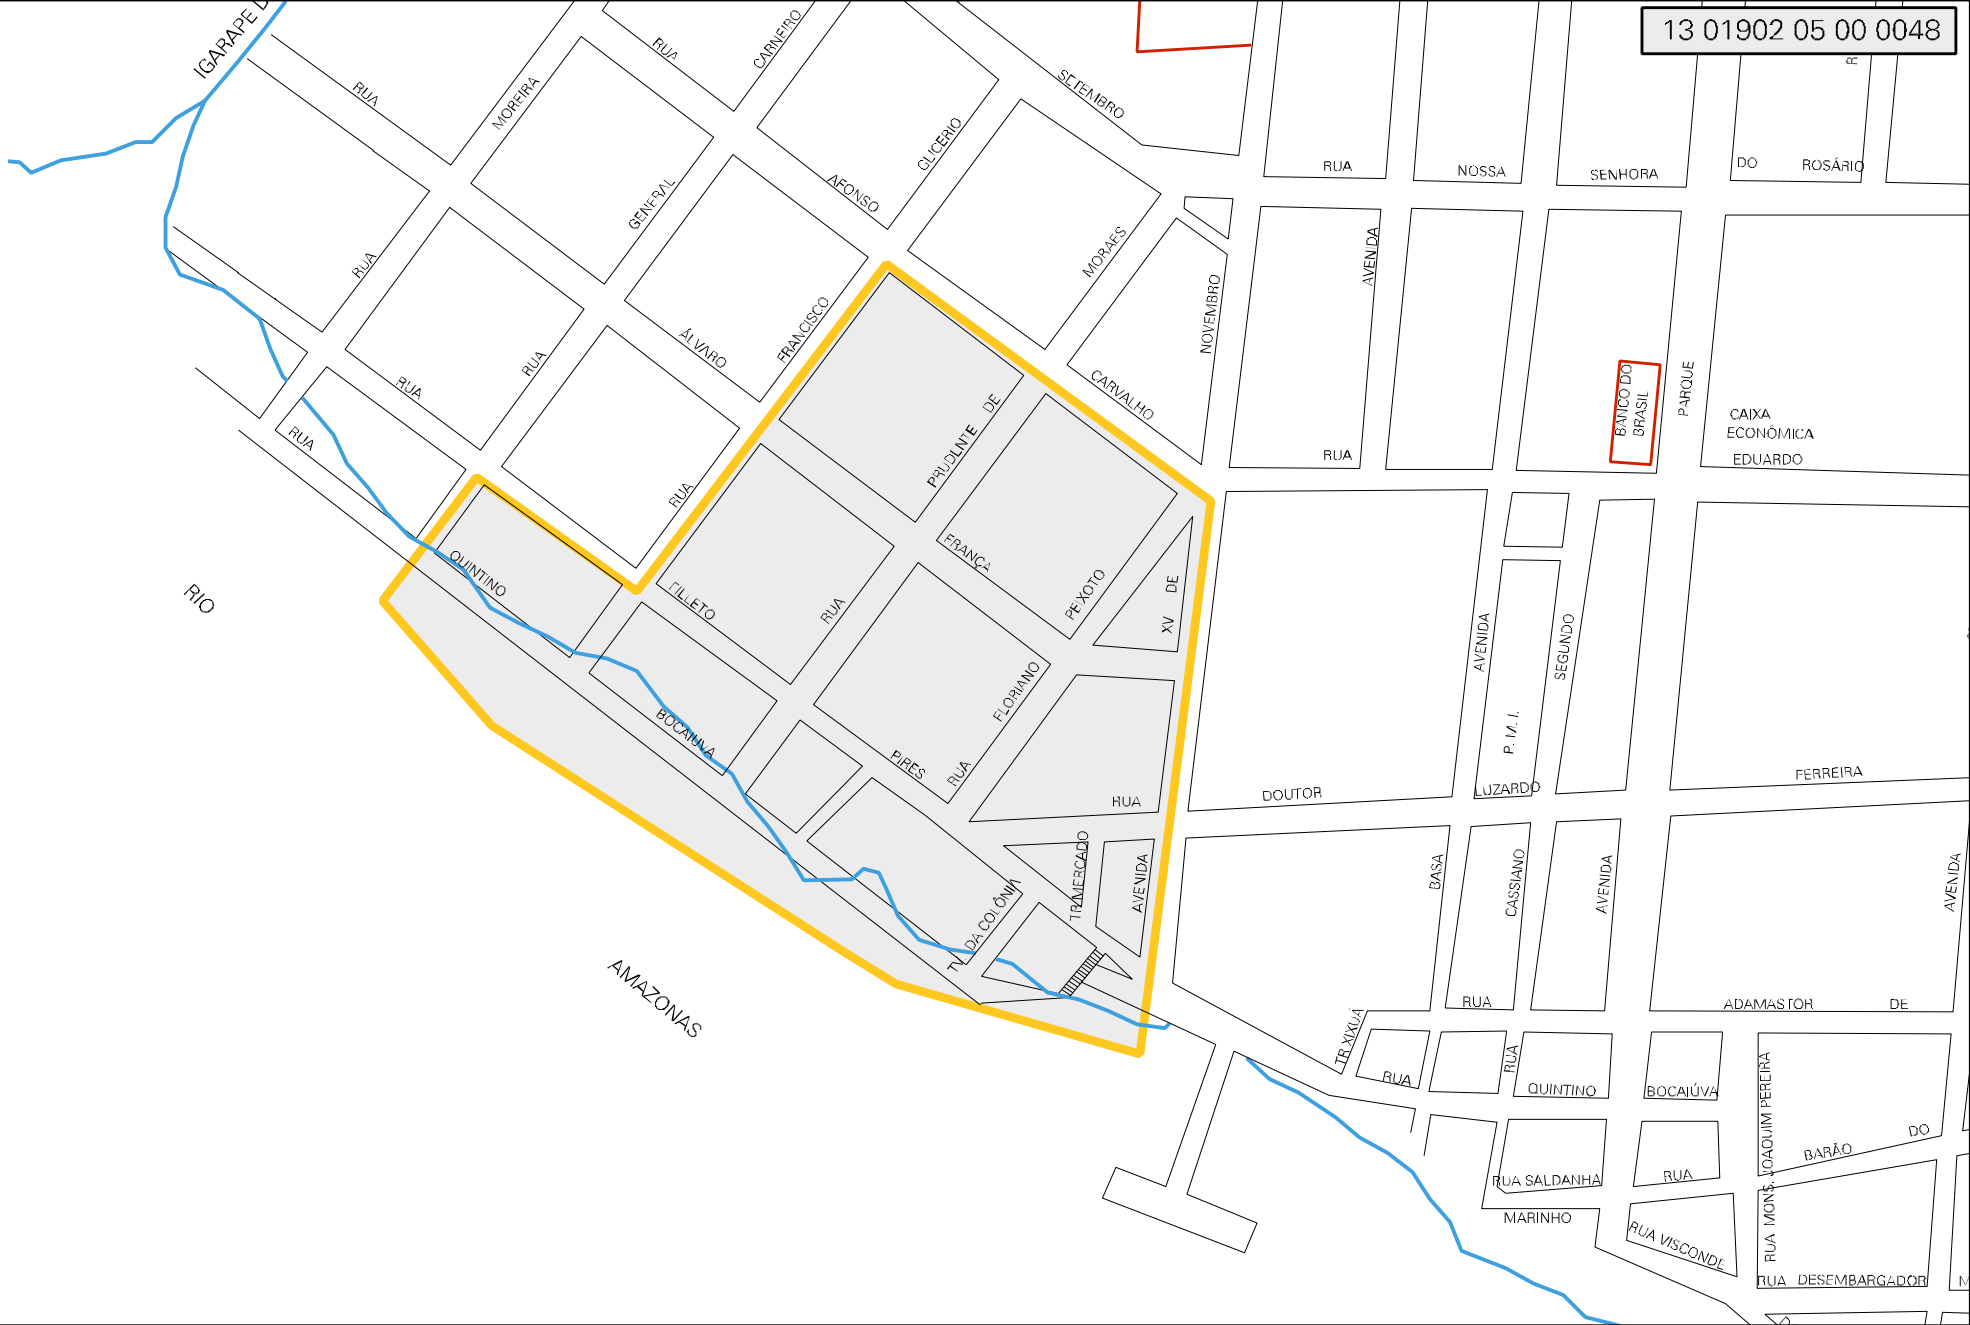 IGARAPE
13 01902 05 00 0048
RUA
CARNEIRO
RUA
MOREIRA
SETEMBRO
GLICERIO
RUA
NOSSA
SENHORA
DO
ROSÁRIO
R
AFONSO
GENERAL
MORAES
AVENIDA
RUA
NOVEMBRO
FRANCISCO
ÁLVARO
RUA
RUA
CARVALHO
PRUDENTE
DE
BANCO DO
BRASIL
PARQUE
CAIXA
ECONÔMICA
EDUARDO
RUA
RUA
RUA
QUINTINO
FRANÇA
PEIXOTO
XV
DE
TILLETO
RUA
RIO
AVENIDA
SEGUNDO
FLORIANO
BOCAIUVA
PIRES
RUA
RUA
P. M. I.
DOUTOR
LUZARDO
FERREIRA
TR. MERCADO
AVENIDA
BASA
CASSIANO
AVENIDA
AVENIDA
TV
DA COLÔNIA
AMAZONAS
RUA
ADAMASTOR
DE
TR XIXUÁ
RUA
RUA
QUINTINO
BOCAIÚVA
RUA MONS. JOAQUIM PEREIRA
BARÃO
DO
RUA SALDANHA
MARINHO
RUA
RUA VISCONDE
RUA DESEMBARGADOR
M